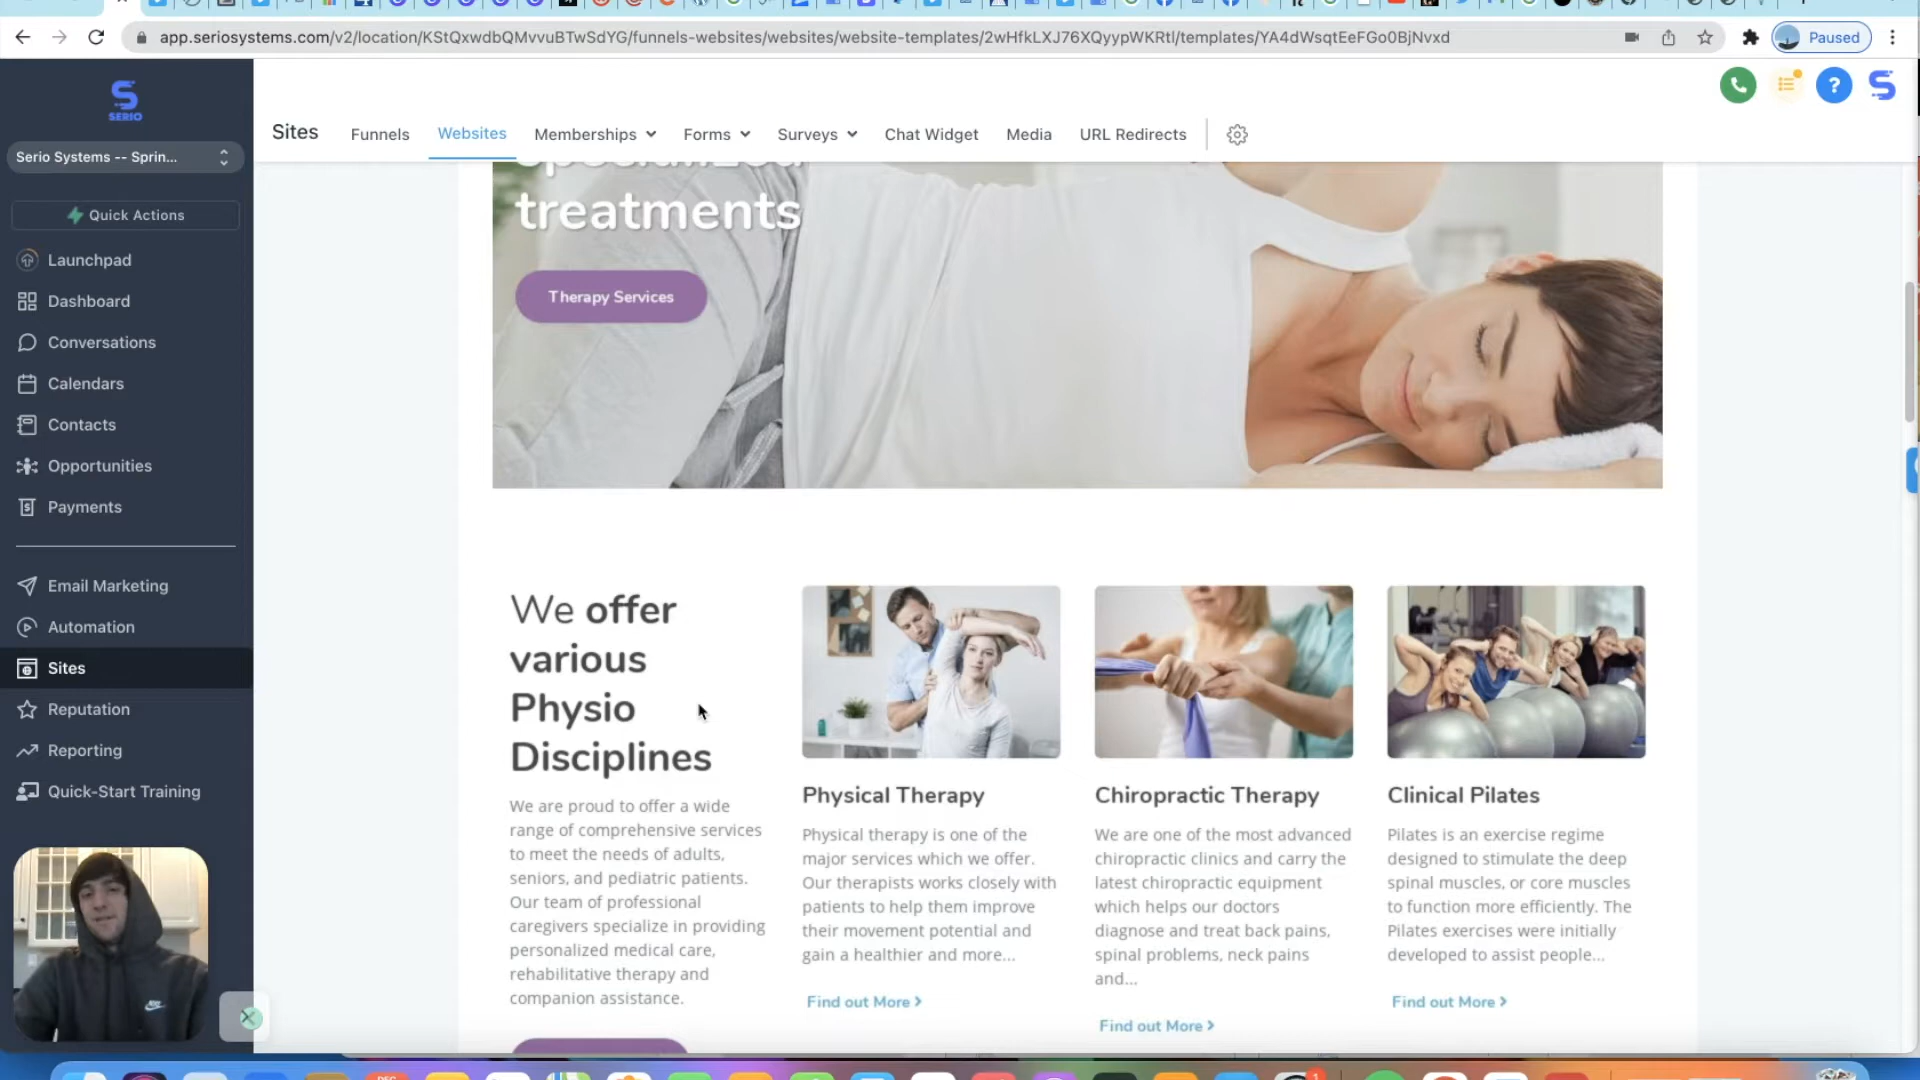 app.seriosystems.com/v2/location/KStQxwdbQMvvuBTwSdYG/funnels-websites/websites/website-templates/2wHfkLXJ76XQyypWKRtl/templates/YA4dWsqtEeFGo0BjNvxd
Paused
SERIO
Serio Systems -- Sprin...
Quick Actions
Launchpad
Dashboard
Conversations
Calendars
Contacts
Opportunities
Payments
Email Marketing
Automation
Sites
Reputation
Reporting
Quick-Start Training
Sites
Funnels
Websites
Memberships
Forms
Surveys
Chat Widget
Media
URL Redirects
specialized
treatments
Therapy Services
We offer
various
Physio
Disciplines
We are proud to offer a wide
range of comprehensive services
to meet the needs of adults,
seniors, and pediatric patients.
Our team of professional
caregivers specialize in providing
personalized medical care,
rehabilitative therapy and
companion assistance.
Physical Therapy
Physical therapy is one of the
major services which we offer.
Our therapists works closely with
patients to help them improve
their movement potential and
gain a healthier and more...
Find out More >
Chiropractic Therapy
We are one of the most advanced
chiropractic clinics and carry the
latest chiropractic equipment
which helps our doctors
diagnose and treat back pains,
spinal problems, neck pains
and...
Find out More >
Clinical Pilates
Pilates is an exercise regime
designed to stimulate the deep
spinal muscles, or core muscles
to function more efficiently. The
Pilates exercises were initially
developed to assist people...
Find out More >
DEC
1